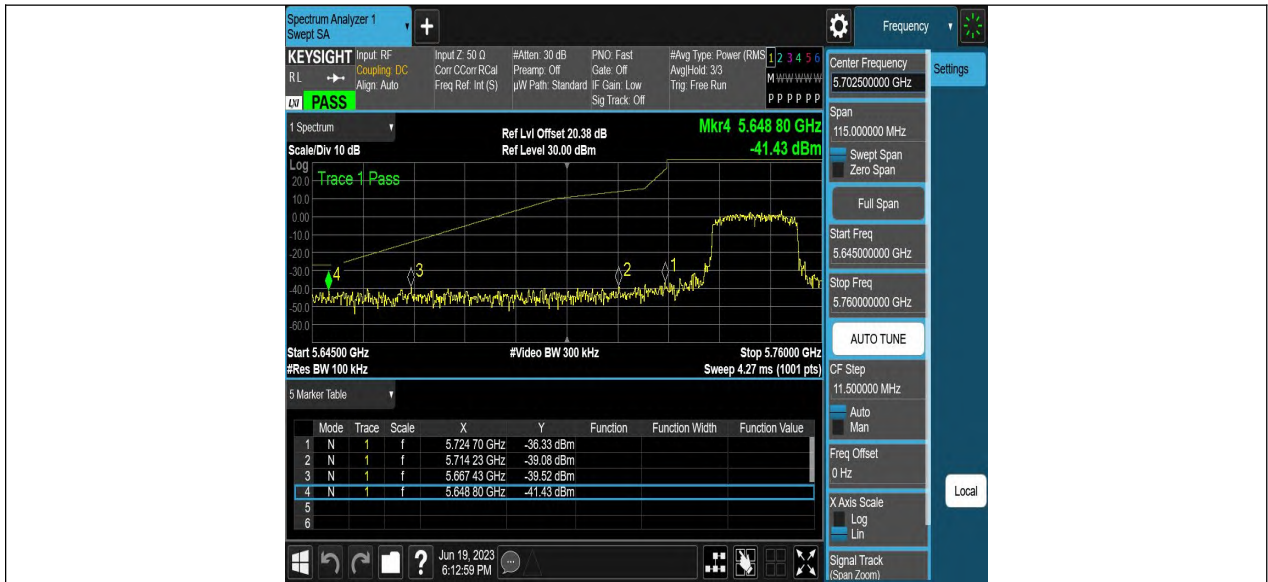 Spectrum Analyzer 1
Swept SA
+
Frequency
KEYSIGHT
RL
LXI
PASS
Input: RF
Coupling: DC
Align: Auto
Input Z: 50 Ω
Corr CCorr RCal
Freq Ref: Int (S)
#Atten: 30 dB
Preamp: Off
µW Path: Standard
PNO: Fast
Gate: Off
IF Gain: Low
Sig Track: Off
#Avg Type: Power (RMS
Avg|Hold: 3/3
Trig: Free Run
1 2 3 4 5 6
M W W W W W
P P P P P P
Center Frequency
5.702500000 GHz
Settings
Span
115.000000 MHz
Swept Span
Zero Span
Full Span
Start Freq
5.645000000 GHz
Stop Freq
5.760000000 GHz
AUTO TUNE
CF Step
11.500000 MHz
Auto
Man
Freq Offset
0 Hz
X Axis Scale
Log
Lin
Signal Track
(Span Zoom)
Local
1 Spectrum
Scale/Div 10 dB
Ref Lvl Offset 20.38 dB
Ref Level 30.00 dBm
Mkr4 5.648 80 GHz
-41.43 dBm
Log
Trace 1 Pass
20.0
10.0
0.00
-10.0
-20.0
-30.0
-40.0
-50.0
-60.0
4
3
2
1
Start 5.64500 GHz
#Video BW 300 kHz
Stop 5.76000 GHz
#Res BW 100 kHz
Sweep 4.27 ms (1001 pts)
5 Marker Table
Mode Trace Scale X Y Function Function Width Function Value
1 N 1 f 5.724 70 GHz -36.33 dBm
2 N 1 f 5.714 23 GHz -39.08 dBm
3 N 1 f 5.667 43 GHz -39.52 dBm
4 N 1 f 5.648 80 GHz -41.43 dBm
5
6
?
Jun 19, 2023
6:12:59 PM